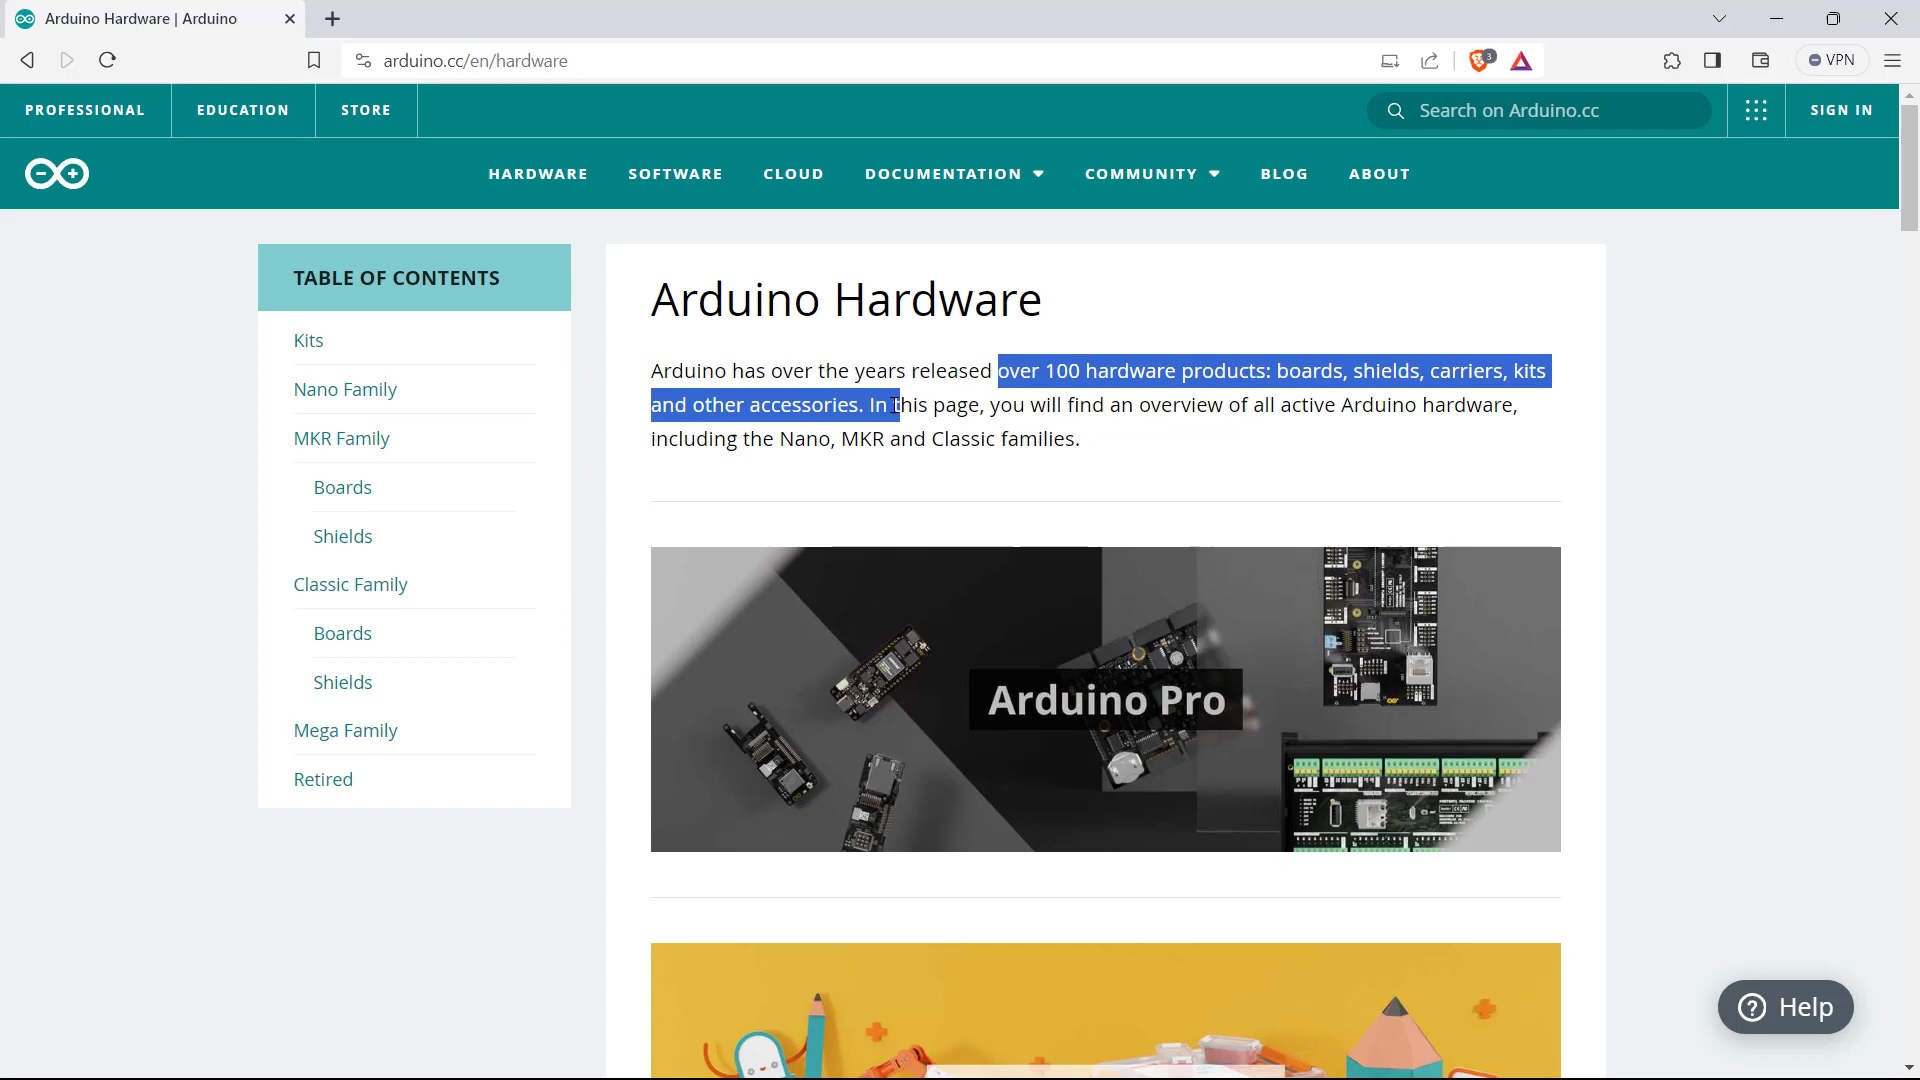 Arduino Hardware | Arduino
arduino.cc/en/hardware
3
VPN
PROFESSIONAL
EDUCATION
STORE
Search on Arduino.cc
SIGN IN
HARDWARE
SOFTWARE
CLOUD
DOCUMENTATION
COMMUNITY
BLOG
ABOUT
TABLE OF CONTENTS
Kits
Nano Family
MKR Family
Boards
Shields
Classic Family
Boards
Shields
Mega Family
Retired
Arduino Hardware
Arduino has over the years released over 100 hardware products: boards, shields, carriers, kits
and other accessories. In this page, you will find an overview of all active Arduino hardware,
including the Nano, MKR and Classic families.
Arduino Pro
Help